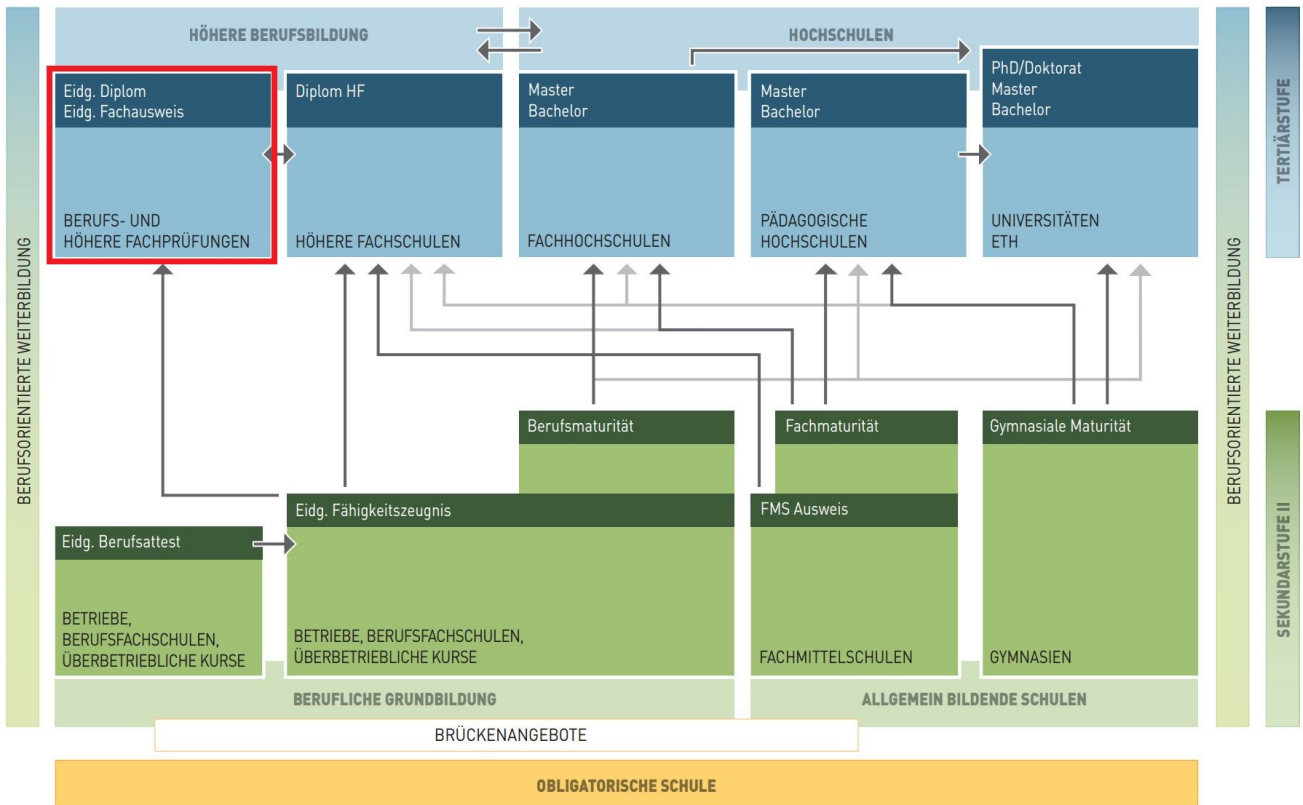 HÖHERE BERUFSBILDUNG
HOCHSCHULEN
Eidg. Diplom
Eidg. Fachausweis
BERUFS- UND
HÖHERE FACHPRÜFUNGEN
Diplom HF
HÖHERE FACHSCHULEN
Master
Bachelor
FACHHOCHSCHULEN
Master
Bachelor
PÄDAGOGISCHE
HOCHSCHULEN
PhD/Doktorat
Master
Bachelor
UNIVERSITÄTEN
ETH
BERUFSORIENTIERTE WEITERBILDUNG
BERUFSORIENTIERTE WEITERBILDUNG
TERTIÄRSTUFE
SEKUNDARSTUFE II
Berufsmaturität
Fachmaturität
Gymnasiale Maturität
Eidg. Fähigkeitszeugnis
FMS Ausweis
Eidg. Berufsattest
BETRIEBE,
BERUFSFACHSCHULEN,
ÜBERBETRIEBLICHE KURSE
BETRIEBE, BERUFSFACHSCHULEN,
ÜBERBETRIEBLICHE KURSE
FACHMITTELSCHULEN
GYMNASIEN
BERUFLICHE GRUNDBILDUNG
ALLGEMEIN BILDENDE SCHULEN
BRÜCKENANGEBOTE
OBLIGATORISCHE SCHULE